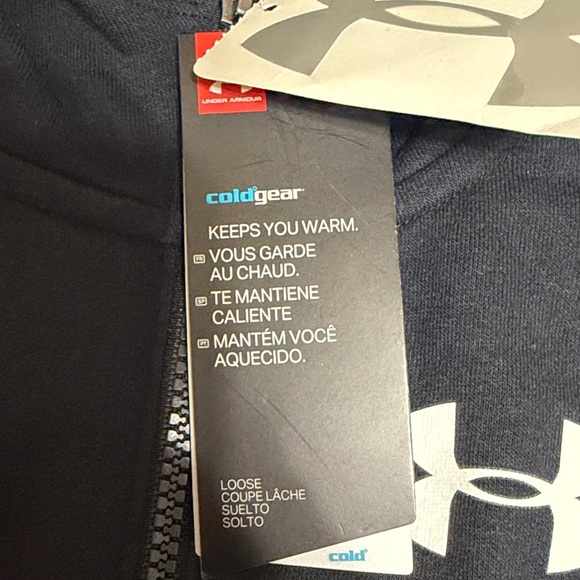 UNDER ARMOUR
coldgear
KEEPS YOU WARM.
FR VOUS GARDE
AU CHAUD.
SP TE MANTIENE
CALIENTE
PT MANTÉM VOCÊ
AQUECIDO.
LOOSE
COUPE LÂCHE
SUELTO
SOLTO
cold